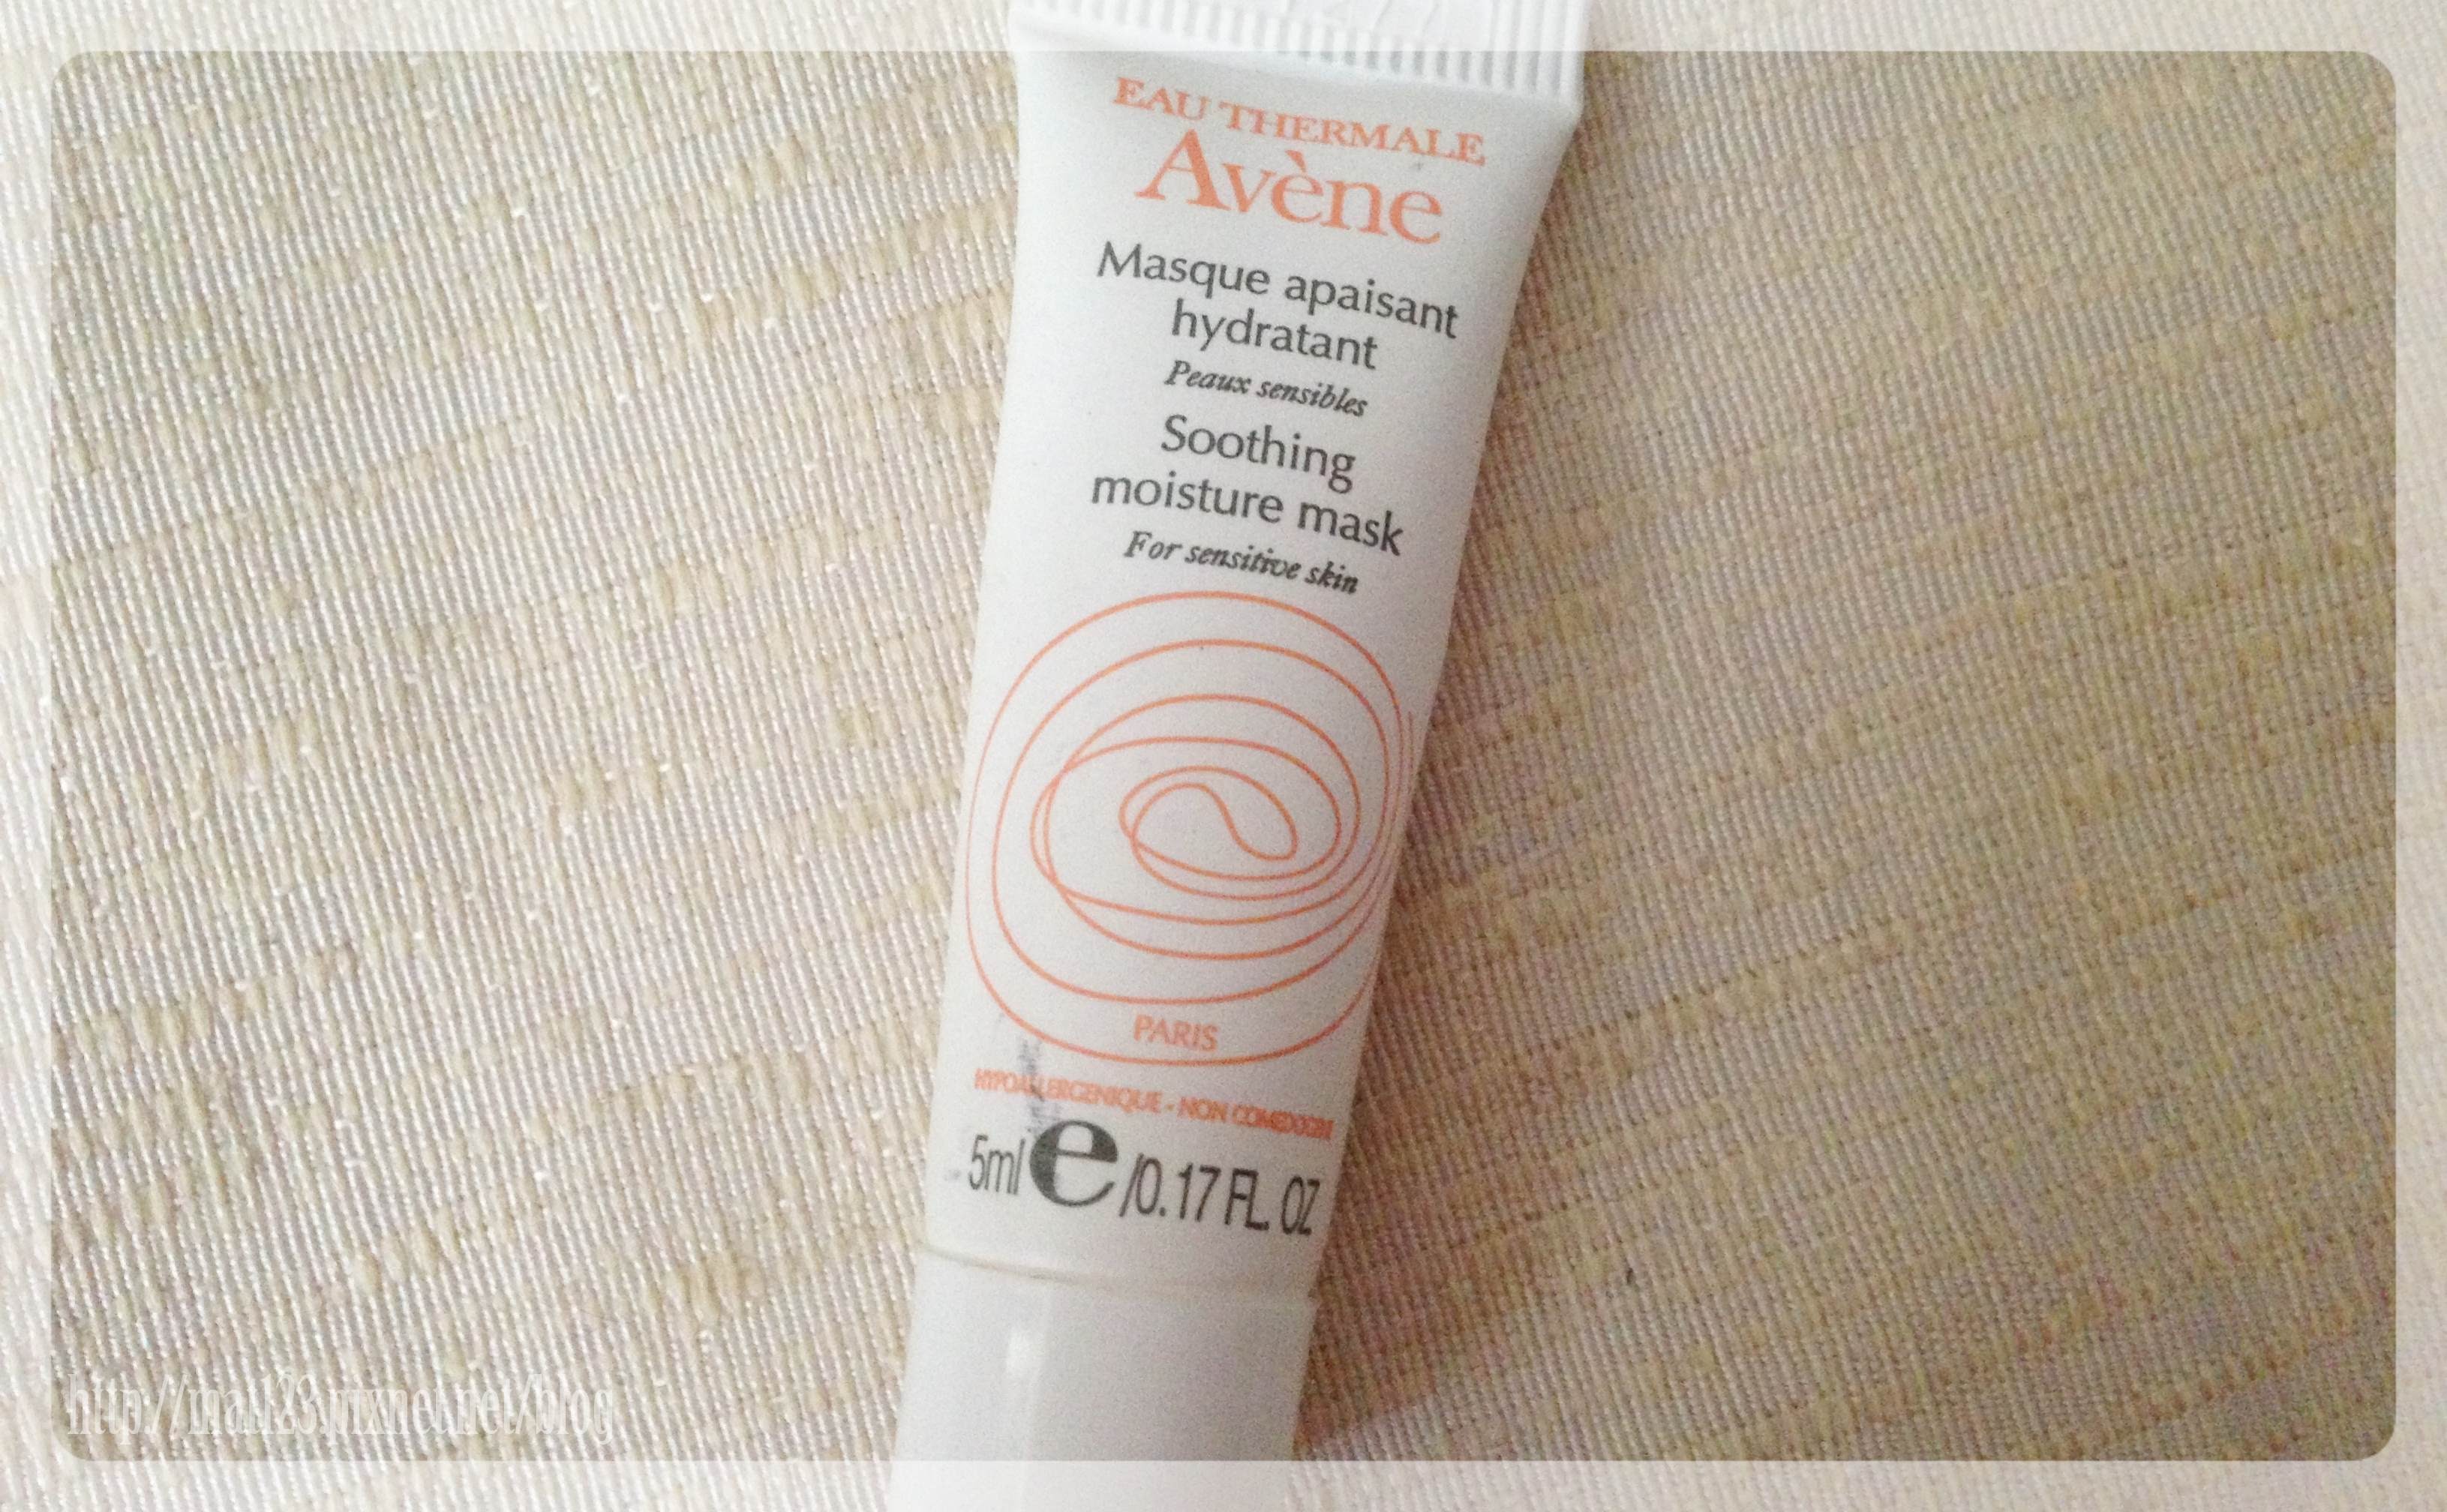 EAU THERMALE
Avène
Masque apaisant
hydratant
Peaux sensibles
Soothing
moisture mask
For sensitive skin
PARIS
HYPOALLERGENIQUE - NON COMEDOGEN
5ml e /0.17 FL. OZ